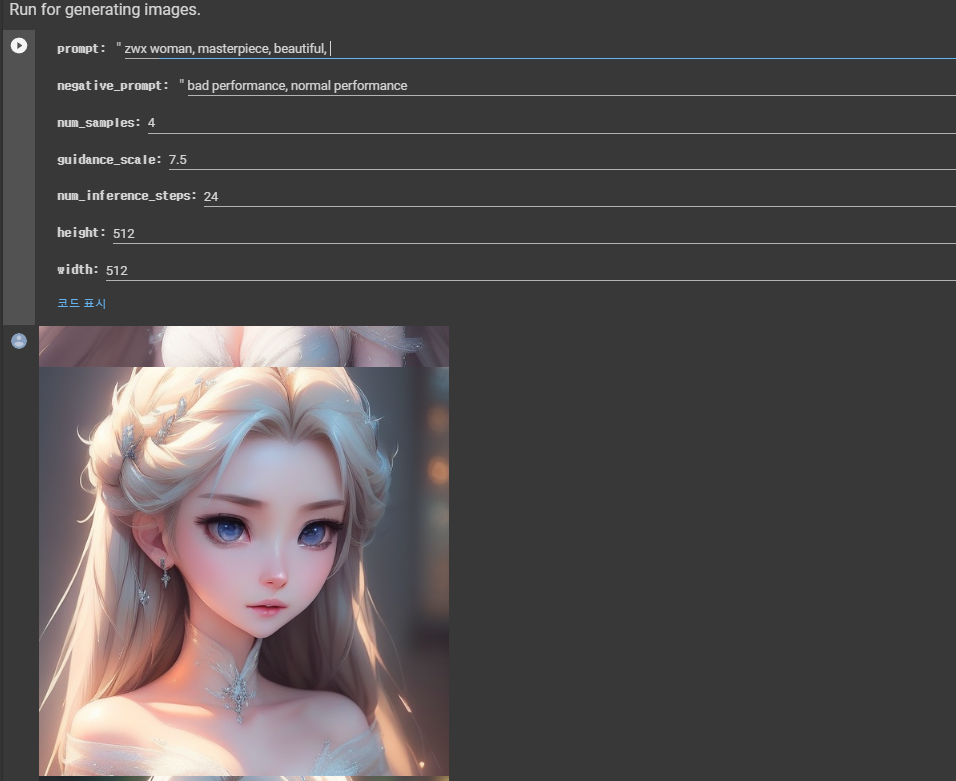 Run for generating images.
prompt: " zwx woman, masterpiece, beautiful,
negative_prompt: " bad performance, normal performance
num_samples: 4
guidance_scale: 7.5
num_inference_steps: 24
height: 512
width: 512
코드 표시